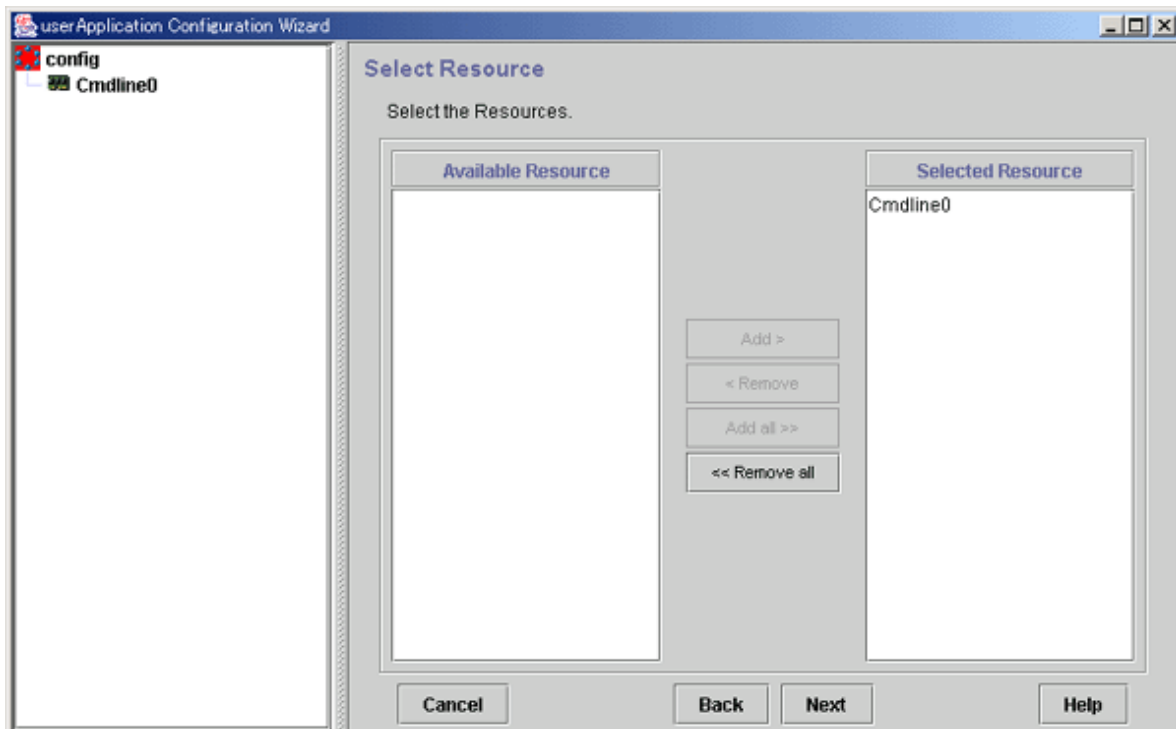 userApplication Configuration Wizard
config
Cmdline0
Select Resource
Select the Resources.
Available Resource
Selected Resource
Cmdline0
Add >
< Remove
Add all >>
<< Remove all
Cancel
Back
Next
Help